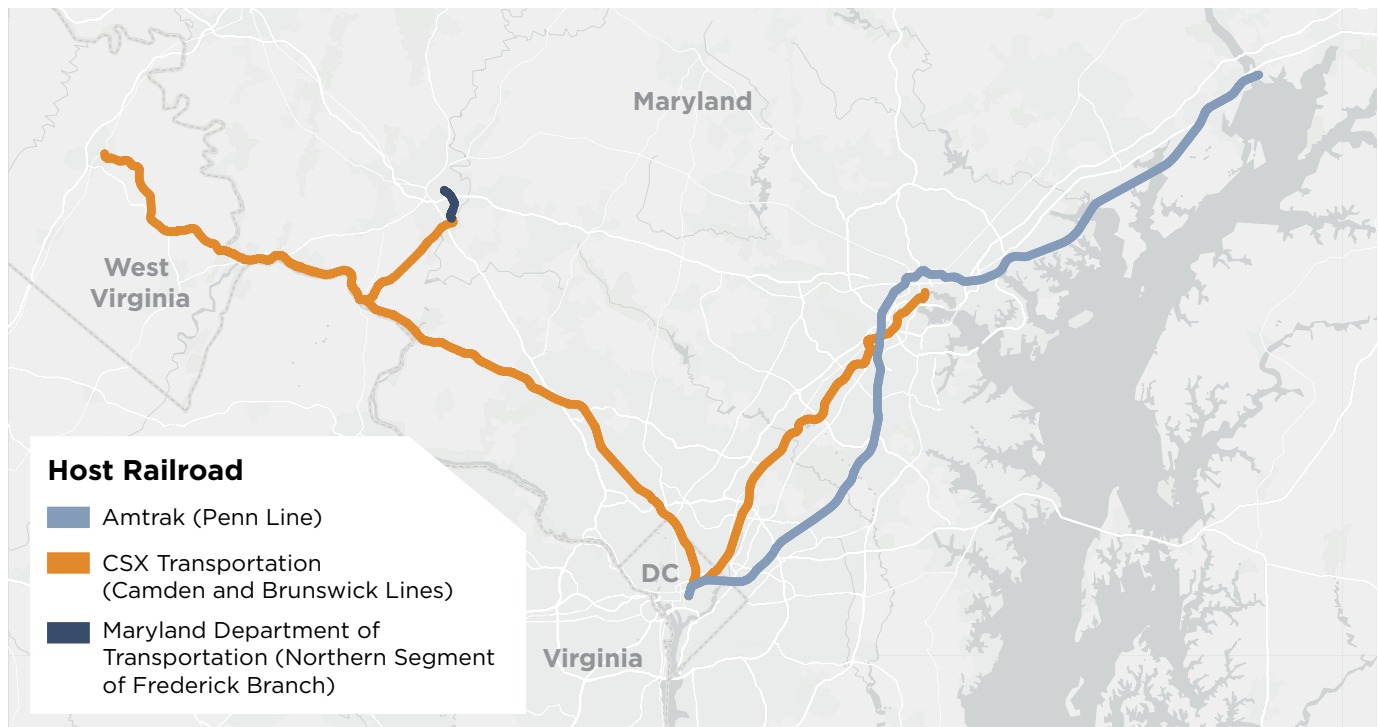 Maryland
West
Virginia
DC
Virginia
Host Railroad
Amtrak (Penn Line)
CSX Transportation
(Camden and Brunswick Lines)
Maryland Department of
Transportation (Northern Segment
of Frederick Branch)